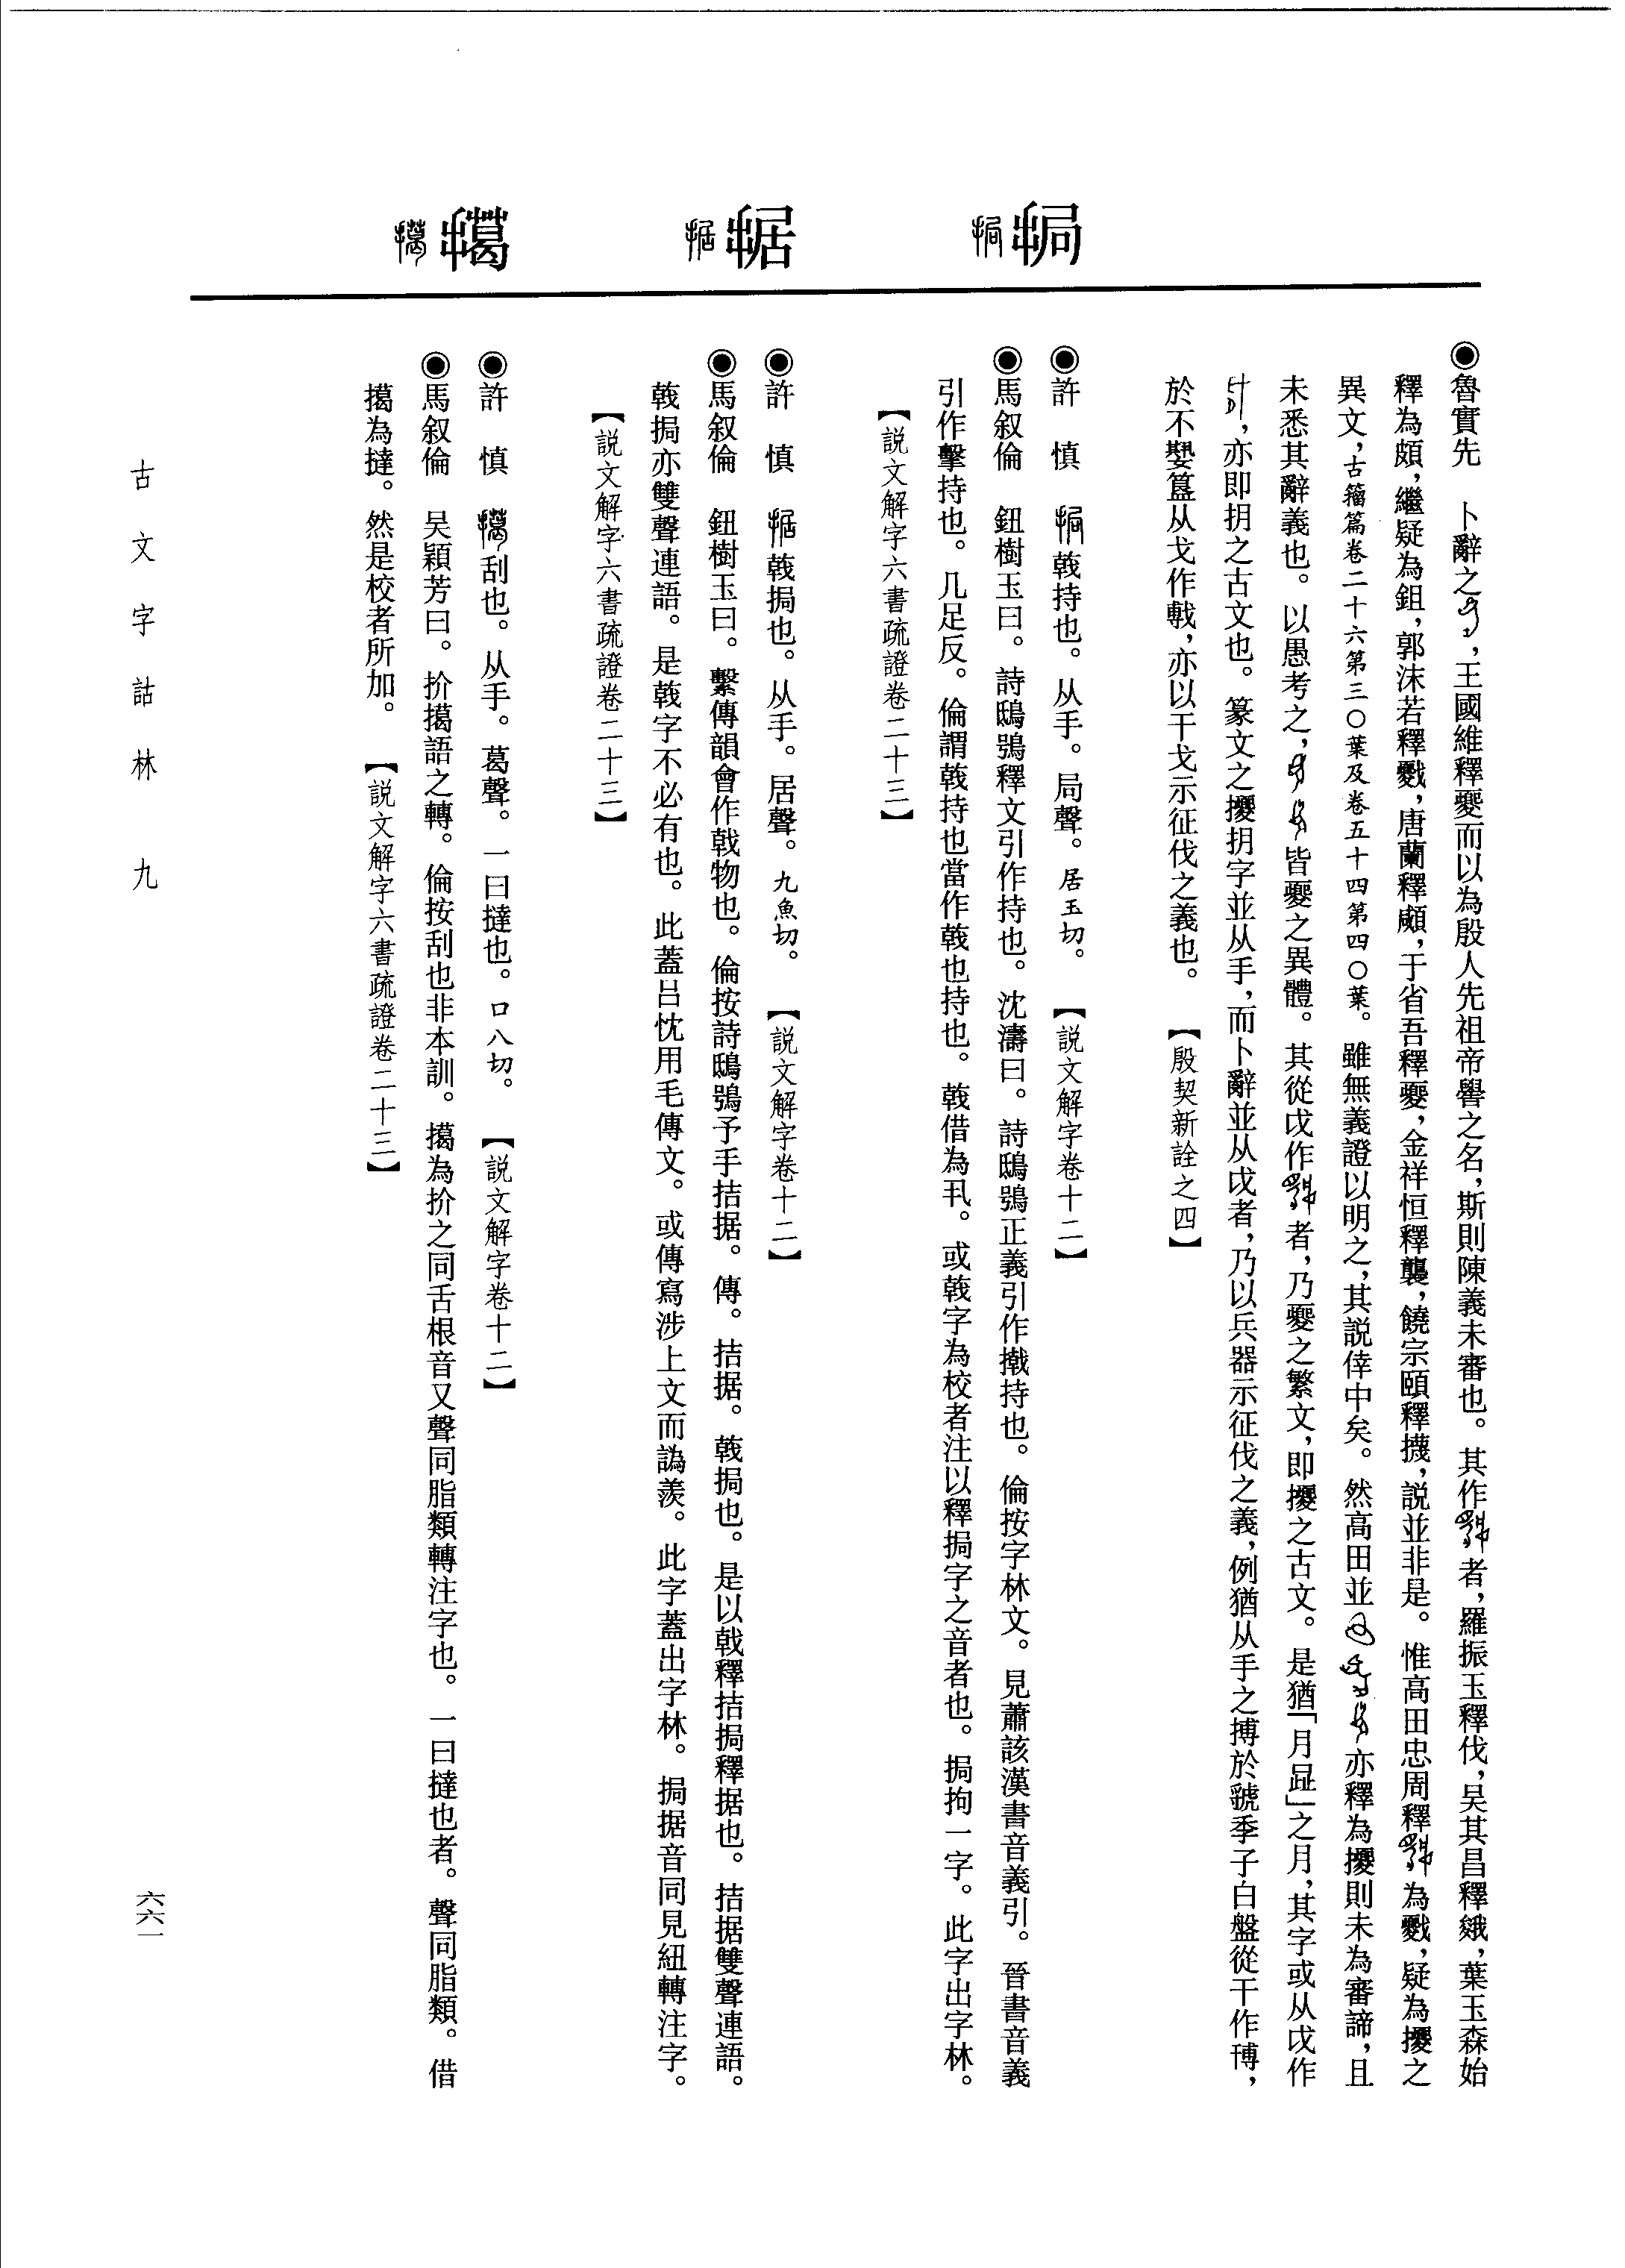 ◉魯實先　卜辭之，王國維釋夒而以為殷人先祖帝嚳之名，斯則陳義未審也。其作者，羅振玉釋伐，吴其昌釋，葉玉森始
釋為頗，繼疑為鉏，郭沫若釋，唐蘭釋，于省吾釋夒，金祥恒釋襲，饒宗頤釋，説並非是。惟高田忠周釋為，疑為擾之
異文，古籀篇卷二十六第三〇葉及卷五十四第四〇葉。雖無義證以明之，其説倖中矣。然高田並亦釋為擾則未為審諦，且
未悉其辭義也。以愚考之，皆夒之異體。其從戉作者，乃夒之繁文，即擾之古文。是猶「月」之月，其字或从戉作
，亦即抈之古文也。篆文之擾抈字並从手，而卜辭並从戉者，乃以兵器示征伐之義，例猶从手之搏於虢季子白盤從干作，
於不簋从戈作，亦以干戈示征伐之義也。【殷契新詮之四】
挶
◉許　慎　挶戟持也。从手。局聲。居玉切。【説文解字卷十二】
◉馬叙倫　鈕樹玉曰。詩鴟鴞釋文引作持也。沈濤曰。詩鴟鴞正義引作撠持也。倫按字林文。見蕭該漢書音義引。晉書音義
引作擊持也。几足反。倫謂戟持也當作戟也持也。戟借為丮。或戟字為校者注以釋挶字之音者也。挶拘一字。此字出字林。
【説文解字六書疏證卷二十三】
据
◉許　慎　据戟挶也。从手。居聲。九魚切。【説文解字卷十二】
◉馬叙倫　鈕樹玉曰。繫傳韻會作戟物也。倫按詩鴟鴞予手拮据。傳。拮据。戟挶也。是以戟釋拮挶釋据也。拮据雙聲連語。
戟挶亦雙聲連語。是戟字不必有也。此蓋吕忱用毛傳文。或傳寫涉上文而譌羨。此字蓋出字林。挶据音同見紐轉注字。
【説文解字六書疏證卷二十三】
擖
◉許　慎　擖刮也。从手。葛聲。一曰撻也。口八切。【説文解字卷十二】
◉馬叙倫　吴穎芳曰。扴擖語之轉。倫按刮也非本訓。擖為扴之同舌根音又聲同脂類轉注字也。一曰撻也者。聲同脂類。借
擖為撻。然是校者所加。【説文解字六書疏證卷二十三】
古文字詁林　九
六六一